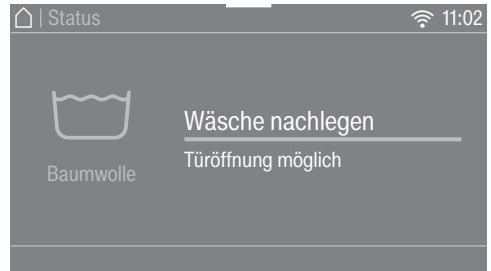 | Status 11:02
Wäsche nachlegen
Türöffnung möglich
Baumwolle